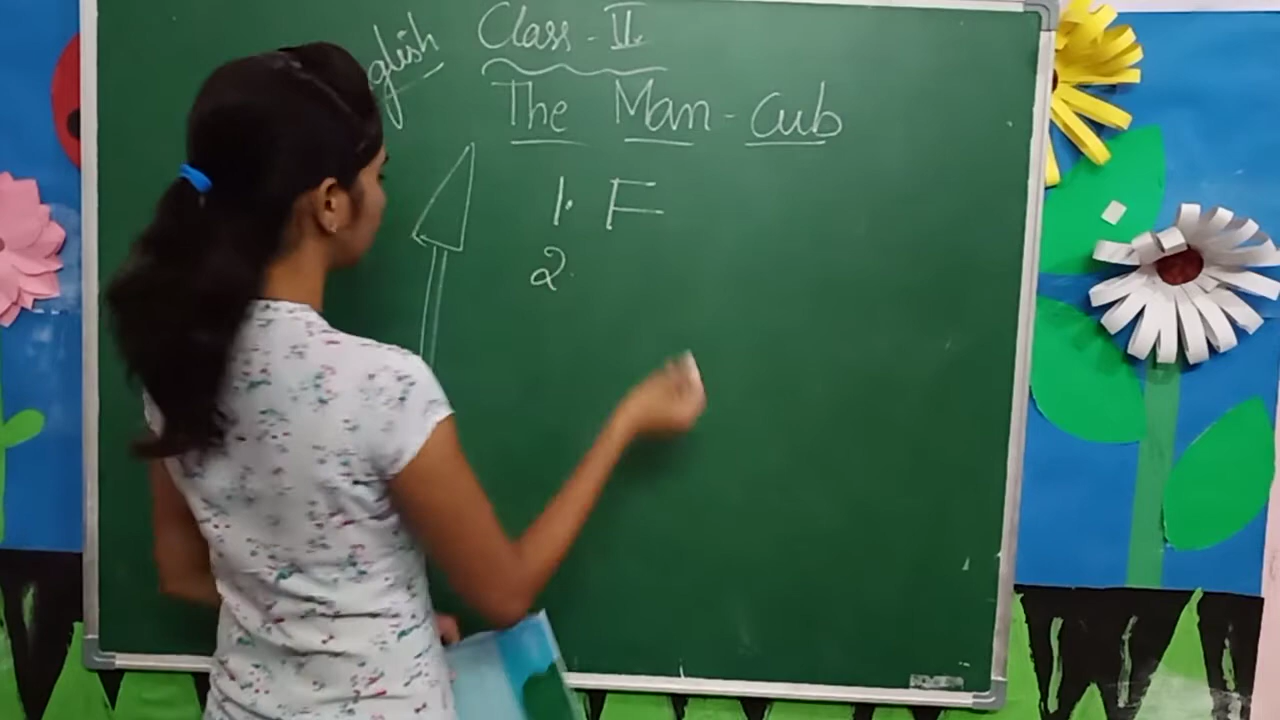 glish Class - II.
The Man - Cub
1. F
2.